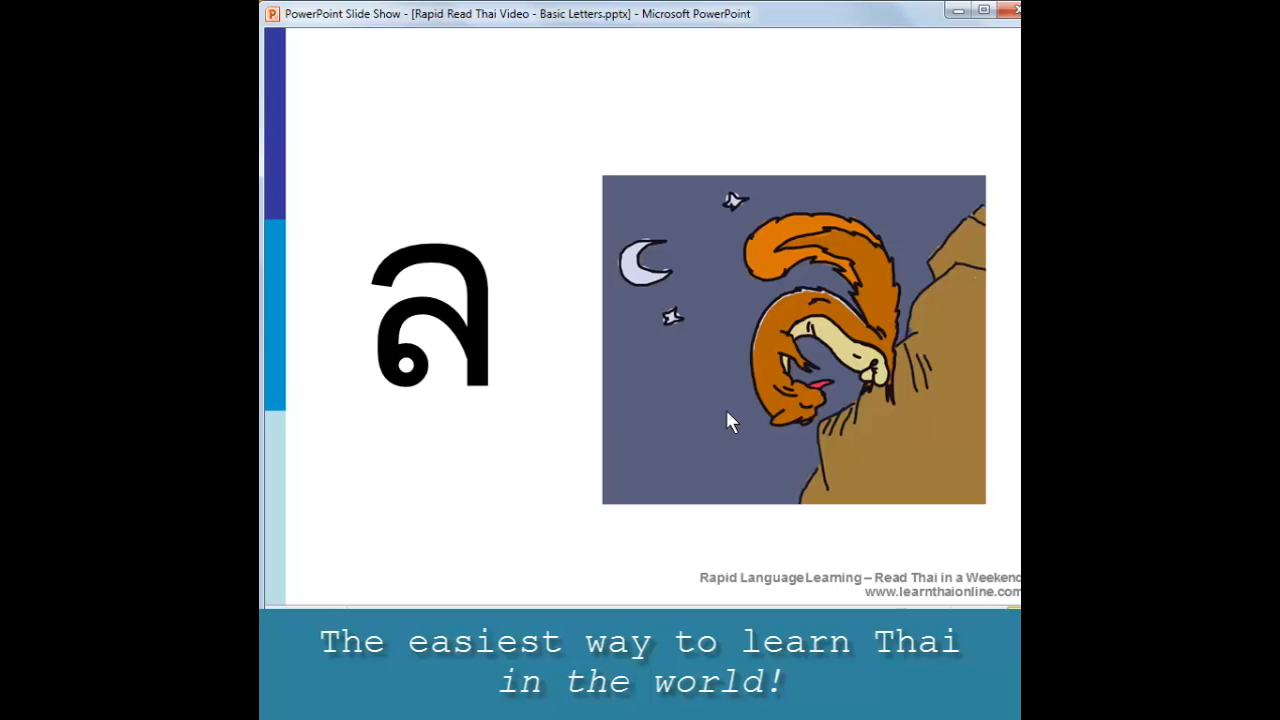 PowerPoint Slide Show - [Rapid Read Thai Video - Basic Letters.pptx] - Microsoft PowerPoint
ล
Rapid Language Learning – Read Thai in a Weekend
www.learnthaionline.com
The easiest way to learn Thai
in the world!